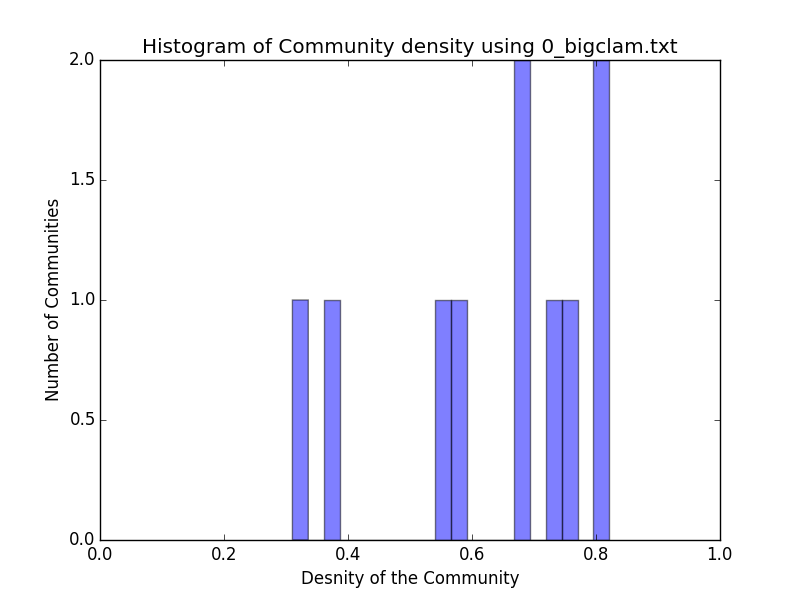 Histogram of Community density using 0_bigclam.txt
2.0
1.5
1.0
0.5
0.0
Number of Communities
0.0 0.2 0.4 0.6 0.8 1.0
Desnity of the Community